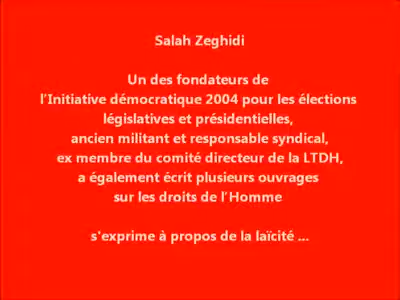 Salah Zeghidi
Un des fondateurs de
l'Initiative démocratique 2004 pour les élections
législatives et présidentielles,
ancien militant et responsable syndical,
ex membre du comité directeur de la LTDH,
a également écrit plusieurs ouvrages
sur les droits de l'Homme
s'exprime à propos de la laïcité ...